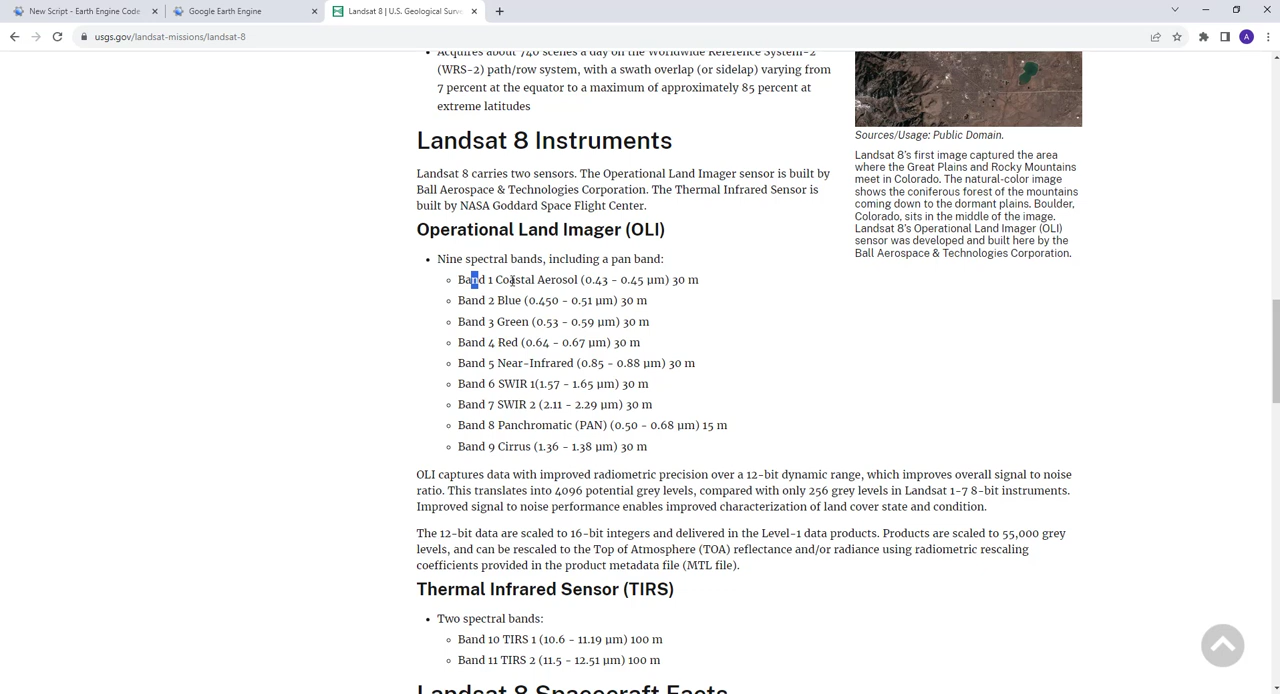 New Script - Earth Engine Code
Google Earth Engine
Landsat 8 | U.S. Geological Surve
usgs.gov/landsat-missions/landsat-8
A
Acquires about 740 scenes a day on the Worldwide Reference System-2
(WRS-2) path/row system, with a swath overlap (or sidelap) varying from
7 percent at the equator to a maximum of approximately 85 percent at
extreme latitudes
Landsat 8 Instruments
Landsat 8 carries two sensors. The Operational Land Imager sensor is built by
Ball Aerospace & Technologies Corporation. The Thermal Infrared Sensor is
built by NASA Goddard Space Flight Center.
Operational Land Imager (OLI)
Nine spectral bands, including a pan band:
Band 1 Coastal Aerosol (0.43 - 0.45 µm) 30 m
Band 2 Blue (0.450 - 0.51 µm) 30 m
Band 3 Green (0.53 - 0.59 µm) 30 m
Band 4 Red (0.64 - 0.67 µm) 30 m
Band 5 Near-Infrared (0.85 - 0.88 µm) 30 m
Band 6 SWIR 1(1.57 - 1.65 µm) 30 m
Band 7 SWIR 2 (2.11 - 2.29 µm) 30 m
Band 8 Panchromatic (PAN) (0.50 - 0.68 µm) 15 m
Band 9 Cirrus (1.36 - 1.38 µm) 30 m
OLI captures data with improved radiometric precision over a 12-bit dynamic range, which improves overall signal to noise
ratio. This translates into 4096 potential grey levels, compared with only 256 grey levels in Landsat 1-7 8-bit instruments.
Improved signal to noise performance enables improved characterization of land cover state and condition.
The 12-bit data are scaled to 16-bit integers and delivered in the Level-1 data products. Products are scaled to 55,000 grey
levels, and can be rescaled to the Top of Atmosphere (TOA) reflectance and/or radiance using radiometric rescaling
coefficients provided in the product metadata file (MTL file).
Thermal Infrared Sensor (TIRS)
Two spectral bands:
Band 10 TIRS 1 (10.6 - 11.19 µm) 100 m
Band 11 TIRS 2 (11.5 - 12.51 µm) 100 m
Landsat 8 Spacecraft Facts
Sources/Usage: Public Domain.
Landsat 8's first image captured the area
where the Great Plains and Rocky Mountains
meet in Colorado. The natural-color image
shows the coniferous forest of the mountains
coming down to the dormant plains. Boulder,
Colorado, sits in the middle of the image.
Landsat 8's Operational Land Imager (OLI)
sensor was developed and built here by the
Ball Aerospace & Technologies Corporation.